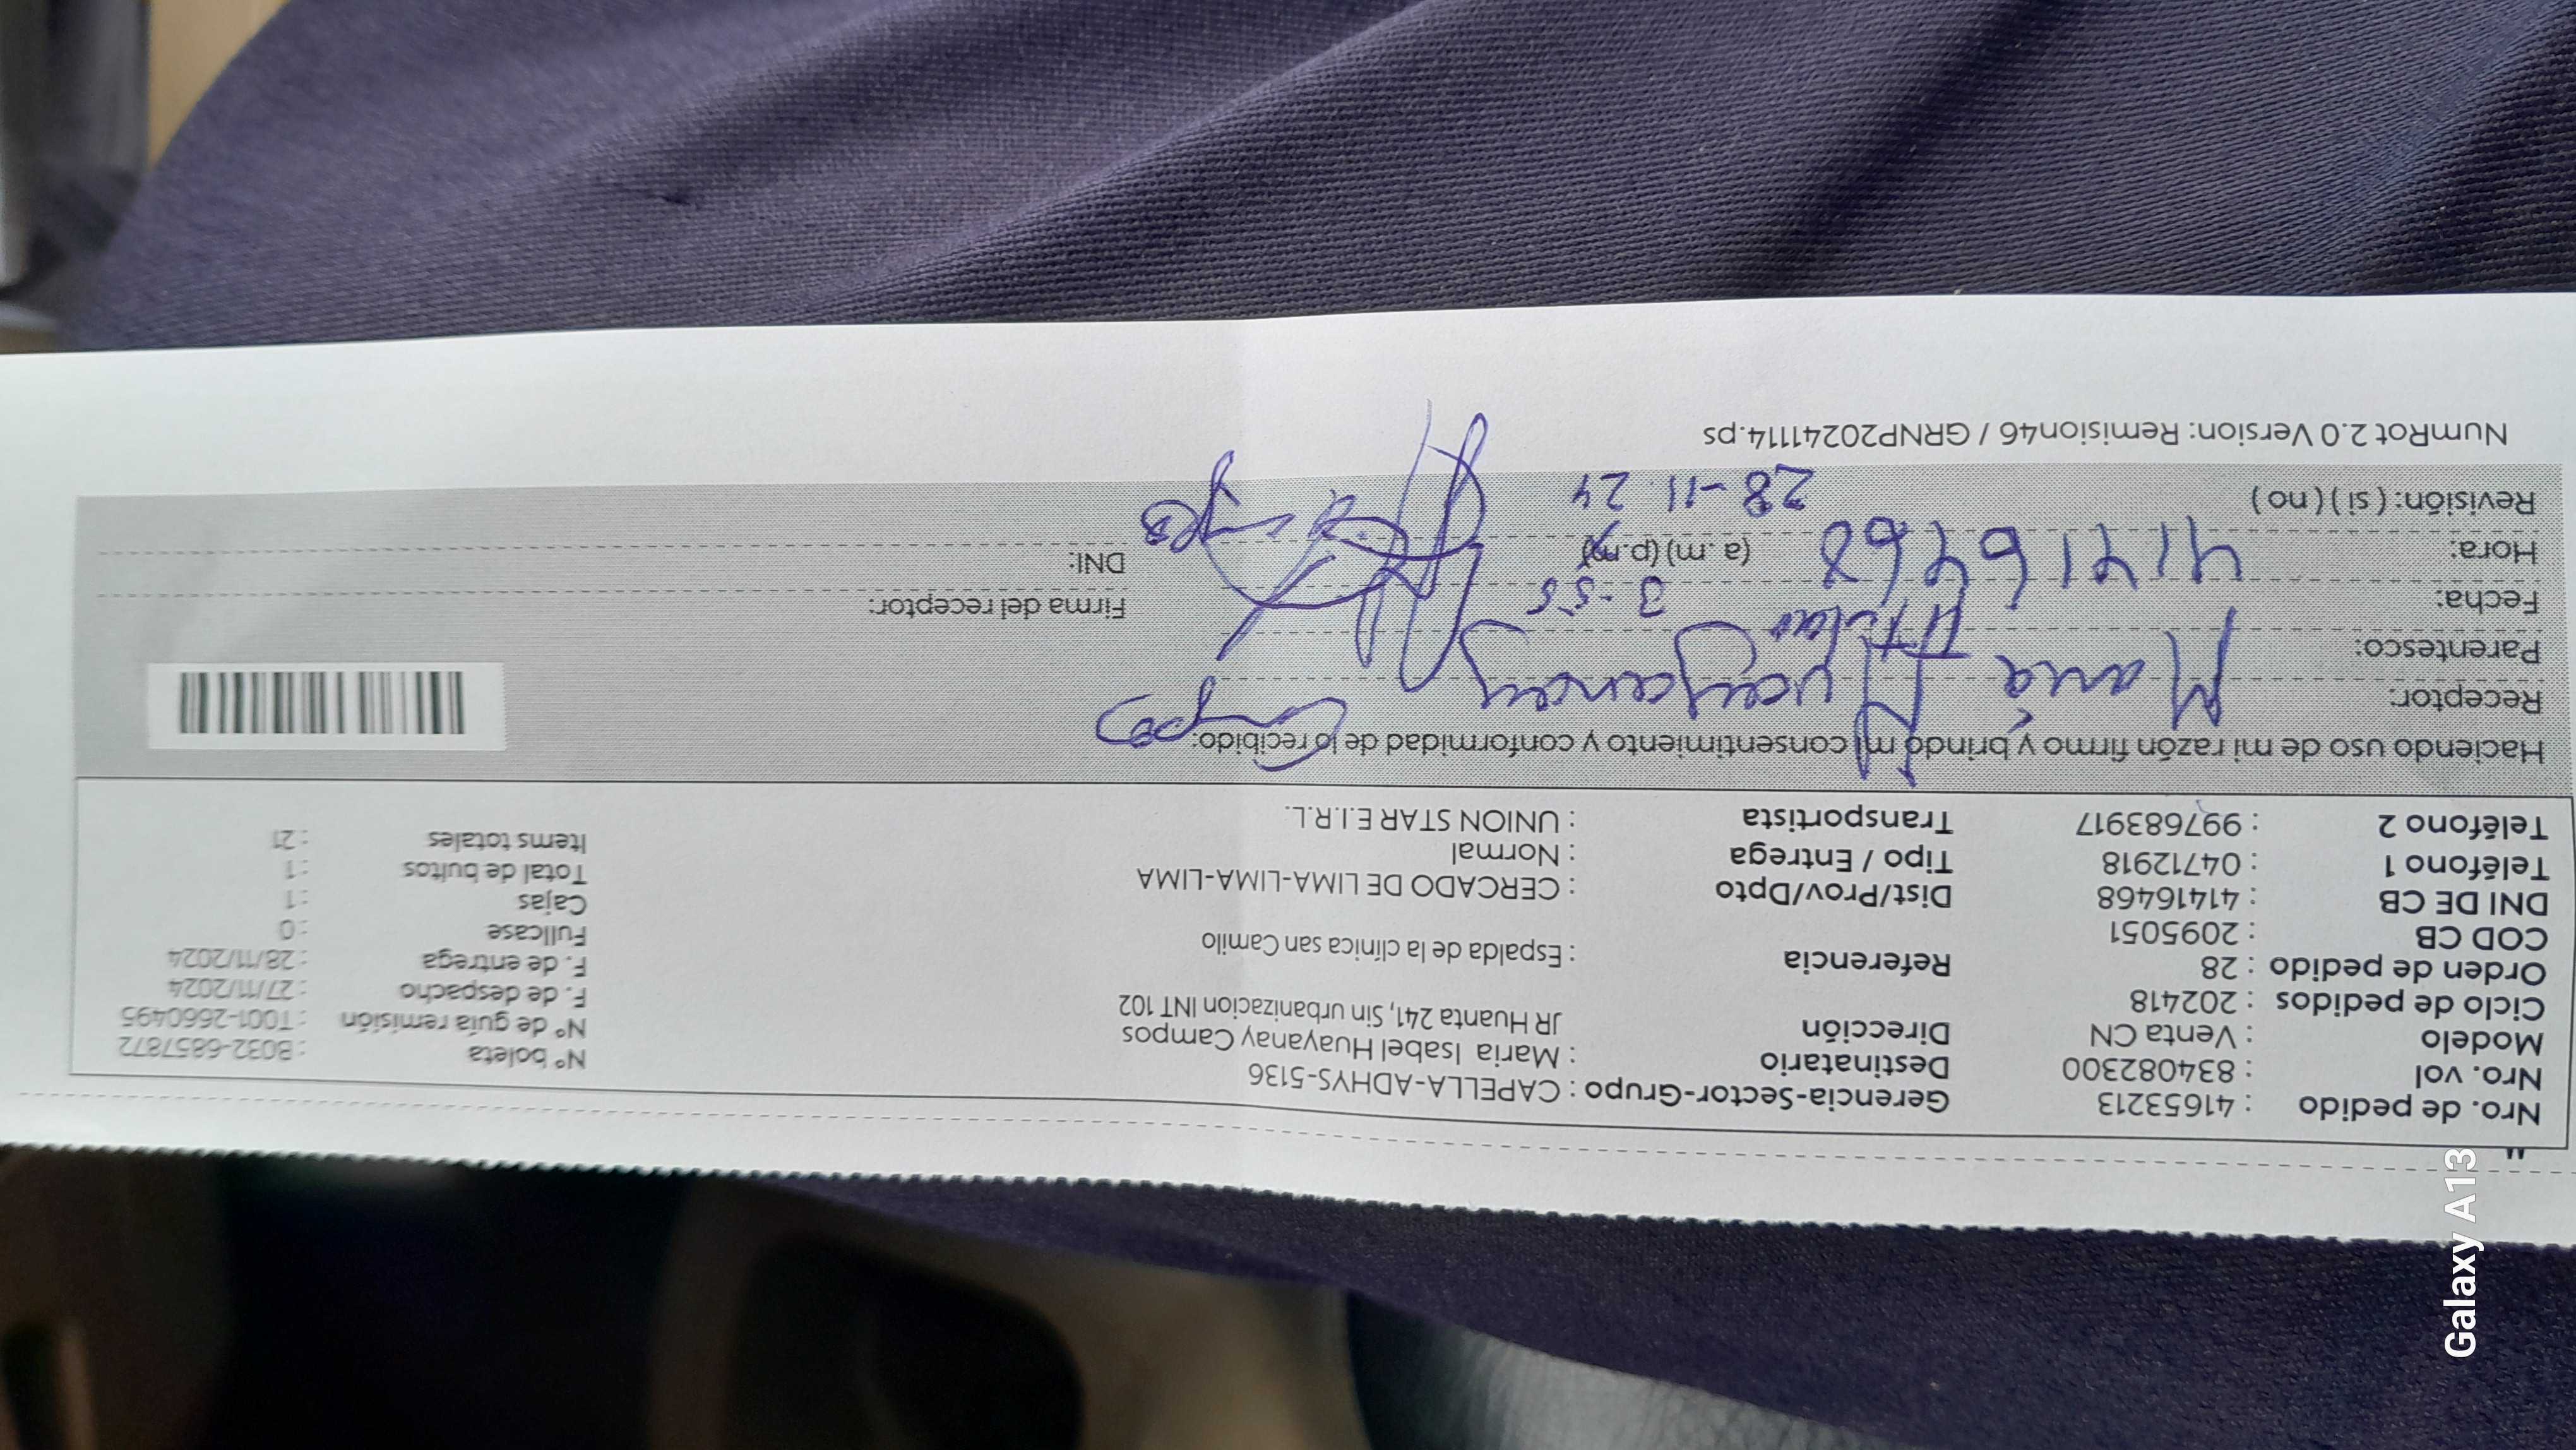 "
Nro. de pedido : 41653213
Nro. vol : 834082300
Modelo : Venta CN
Ciclo de pedidos : 202418
Orden de pedido : 28
COD CB : 2095051
DNI DE CB : 41416468
Teléfono 1 : 04712918
Teléfono 2 : 997683917
Gerencia-Sector-Grupo : CAPELLA-ADHYS-5136
Destinatario : Maria Isabel Huayanay Campos
Dirección JR Huanta 241, Sin urbanizacion INT 102
Referencia : Espalda de la clínica san Camilo
Dist/Prov/Dpto : CERCADO DE LIMA-LIMA-LIMA
Tipo / Entrega : Normal
Transportista : UNION STAR E.I.R.L.
N° boleta : B032-6857872
N° de guía remisión : T001-2660495
F. de despacho : 27/11/2024
F. de entrega : 28/11/2024
Fullcase : 0
Cajas : 1
Total de bultos : 1
Items totales : 21
Haciendo uso de mi razón firmo y brindo mi consentimiento y conformidad de lo recibido:
Receptor: María Huayanay Campos
Parentesco: Titular
Fecha: 41416468 3-55
Hora: (a. m) (p. m)
Revisión: ( si ) ( no ) 28-11-24
Firma del receptor:
DNI:
NumRot 2.0 Version: Remision46 / GRNP20241114.ps
Galaxy A13